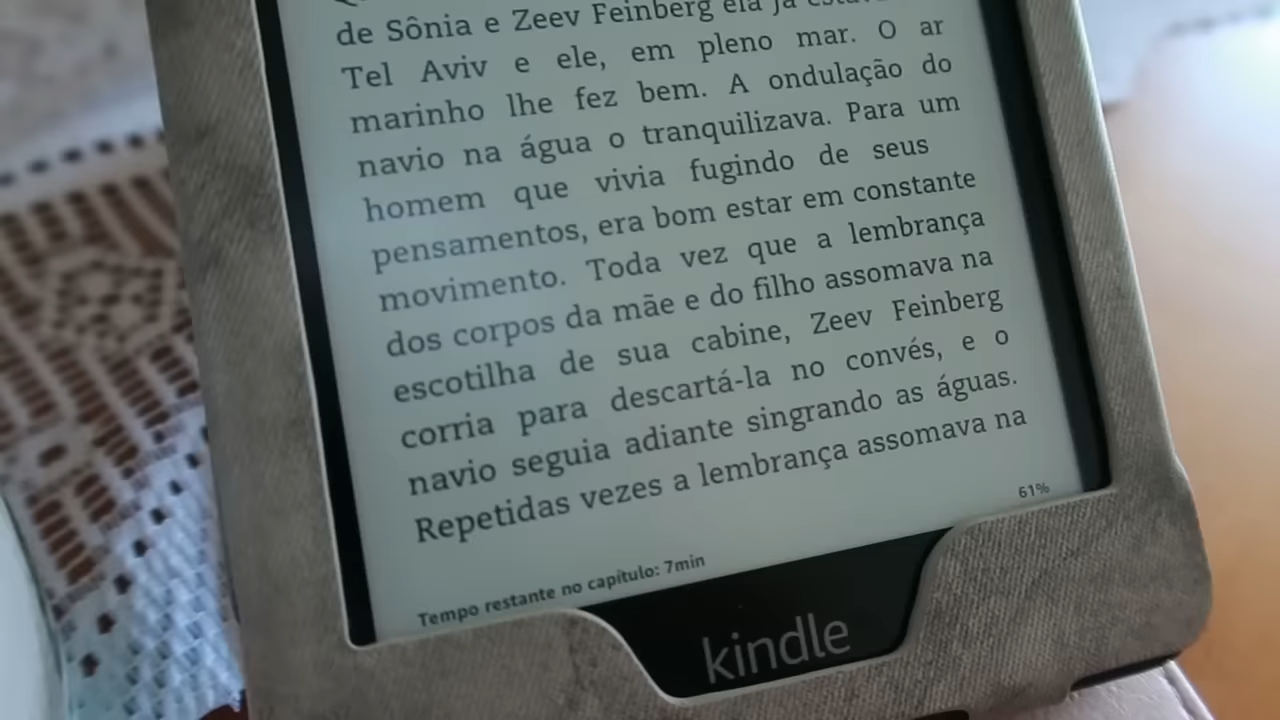 de Sônia e Zeev Feinberg ela já
Tel Aviv e ele, em pleno mar. O ar
marinho lhe fez bem. A ondulação do
navio na água o tranquilizava. Para um
homem que vivia fugindo de seus
pensamentos, era bom estar em constante
movimento. Toda vez que a lembrança
dos corpos da mãe e do filho assomava na
escotilha de sua cabine, Zeev Feinberg
corria para descartá-la no convés, e o
navio seguia adiante singrando as águas.
Repetidas vezes a lembrança assomava na
61%
Tempo restante no capítulo: 7min
kindle